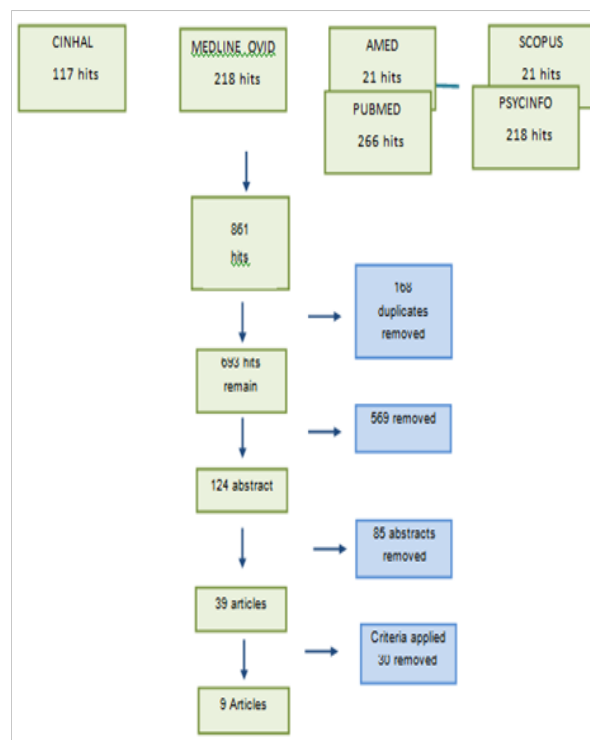 CINHAL
117 hits
MEDLINE OVID
218 hits
AMED
21 hits
SCOPUS
21 hits
PUBMED
266 hits
PSYCINFO
218 hits
861
hits
168
duplicates
removed
693 hits
remain
569 removed
124 abstract
85 abstracts
removed
39 articles
Criteria applied
30 removed
9 Articles